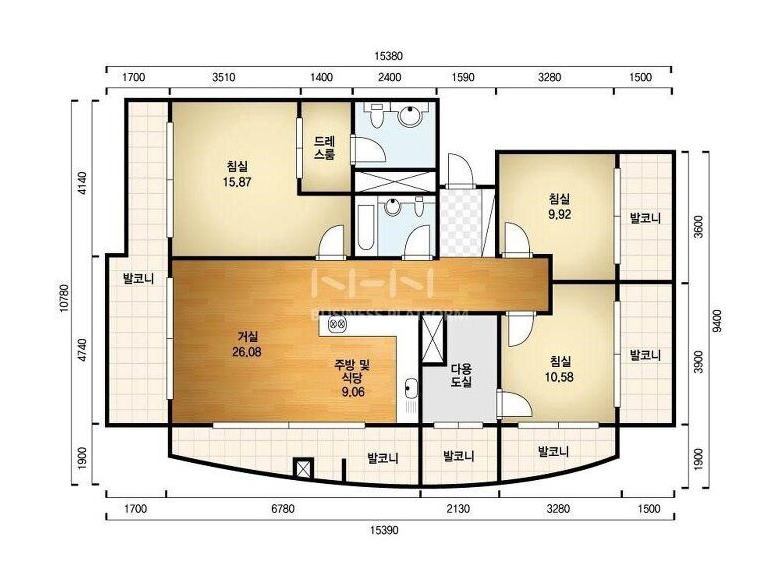 15380
1700 3510 1400 2400 1590 3280 1500
드레
스룸
침실
15.87
침실
9.92
발코니
4140
3600
발코니
10780
N-H-N
BUSINESS PLATFORM
9400
거실
26.08
주방 및
식당
9.06
다용
도실
침실
10.58
발코니
4740
3900
발코니
발코니
발코니
1900
1900
1700 6780 2130 3280 1500
15390